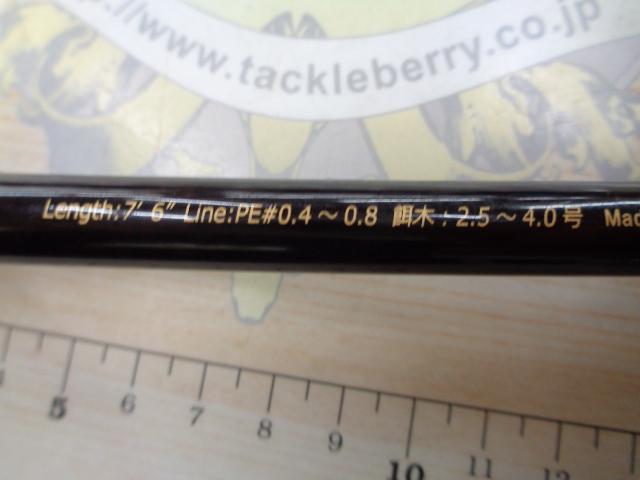 ://www.tackleberry.co.jp
Length:7' 6" Line:PE#0.4～0.8 餌木:2.5～4.0号 Mad
5 6 7 8 9 10 11 12